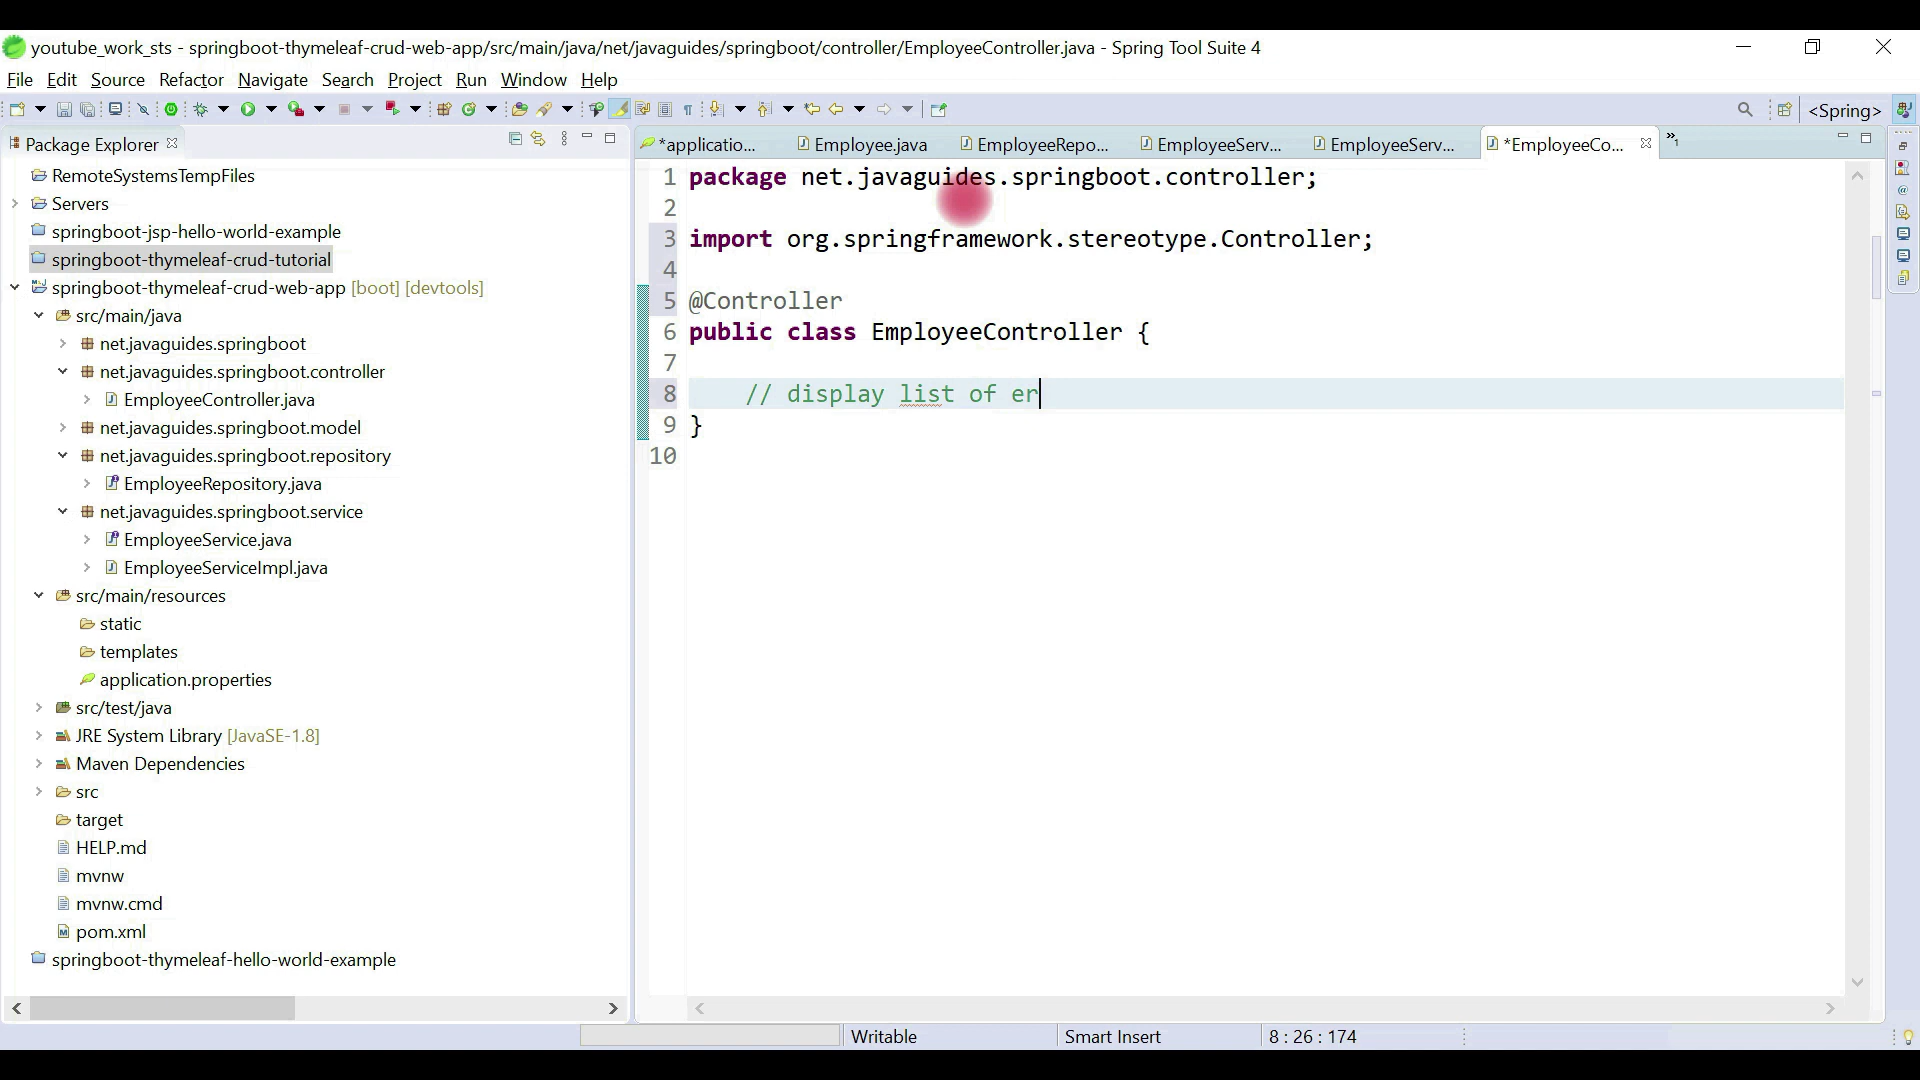 youtube_work_sts - springboot-thymeleaf-crud-web-app/src/main/java/net/javaguides/springboot/controller/EmployeeController.java - Spring Tool Suite 4
File Edit Source Refactor Navigate Search Project Run Window Help
<Spring>
Package Explorer
*applicatio... Employee.java EmployeeRepo... EmployeeServ... EmployeeServ... *EmployeeCo... »1
RemoteSystemsTempFiles
Servers
springboot-jsp-hello-world-example
springboot-thymeleaf-crud-tutorial
springboot-thymeleaf-crud-web-app [boot] [devtools]
src/main/java
net.javaguides.springboot
net.javaguides.springboot.controller
EmployeeController.java
net.javaguides.springboot.model
net.javaguides.springboot.repository
EmployeeRepository.java
net.javaguides.springboot.service
EmployeeService.java
EmployeeServiceImpl.java
src/main/resources
static
templates
application.properties
src/test/java
JRE System Library [JavaSE-1.8]
Maven Dependencies
src
target
HELP.md
mvnw
mvnw.cmd
pom.xml
springboot-thymeleaf-hello-world-example
1 package net.javaguides.springboot.controller;
2
3 import org.springframework.stereotype.Controller;
4
5 @Controller
6 public class EmployeeController {
7
8 // display list of er
9 }
10
Writable Smart Insert 8 : 26 : 174